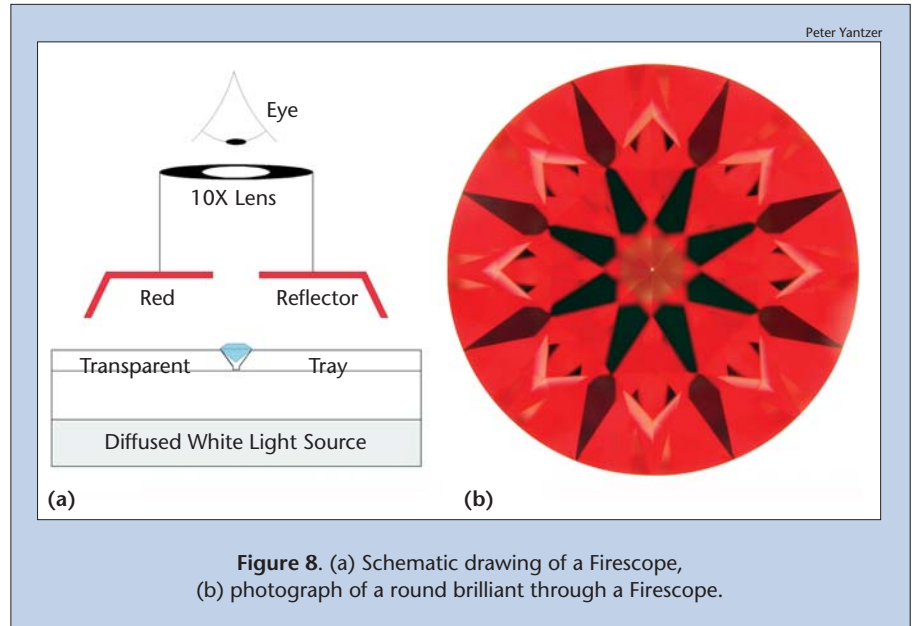 Peter Yantzer
Eye
10X Lens
Red Reflector
Transparent Tray
Diffused White Light Source
(a) (b)
Figure 8. (a) Schematic drawing of a Firescope,
(b) photograph of a round brilliant through a Firescope.